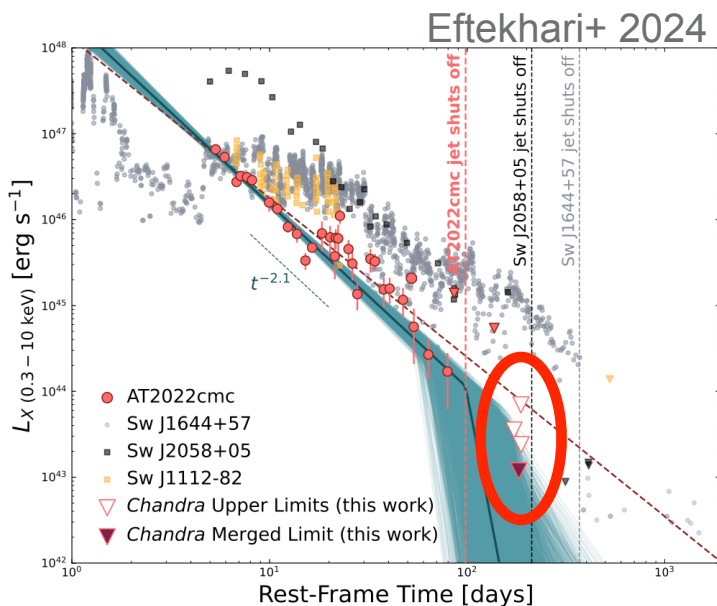 Eftekhari+ 2024
10^48
10^47
10^46
10^45
10^44
10^43
10^42
L_X (0.3 − 10 keV) [erg s^−1]
AT2022cmc jet shuts off
Sw J2058+05 jet shuts off
Sw J1644+57 jet shuts off
t^−2.1
AT2022cmc
Sw J1644+57
Sw J2058+05
Sw J1112-82
Chandra Upper Limits (this work)
Chandra Merged Limit (this work)
10^0
10^1
10^2
10^3
Rest-Frame Time [days]